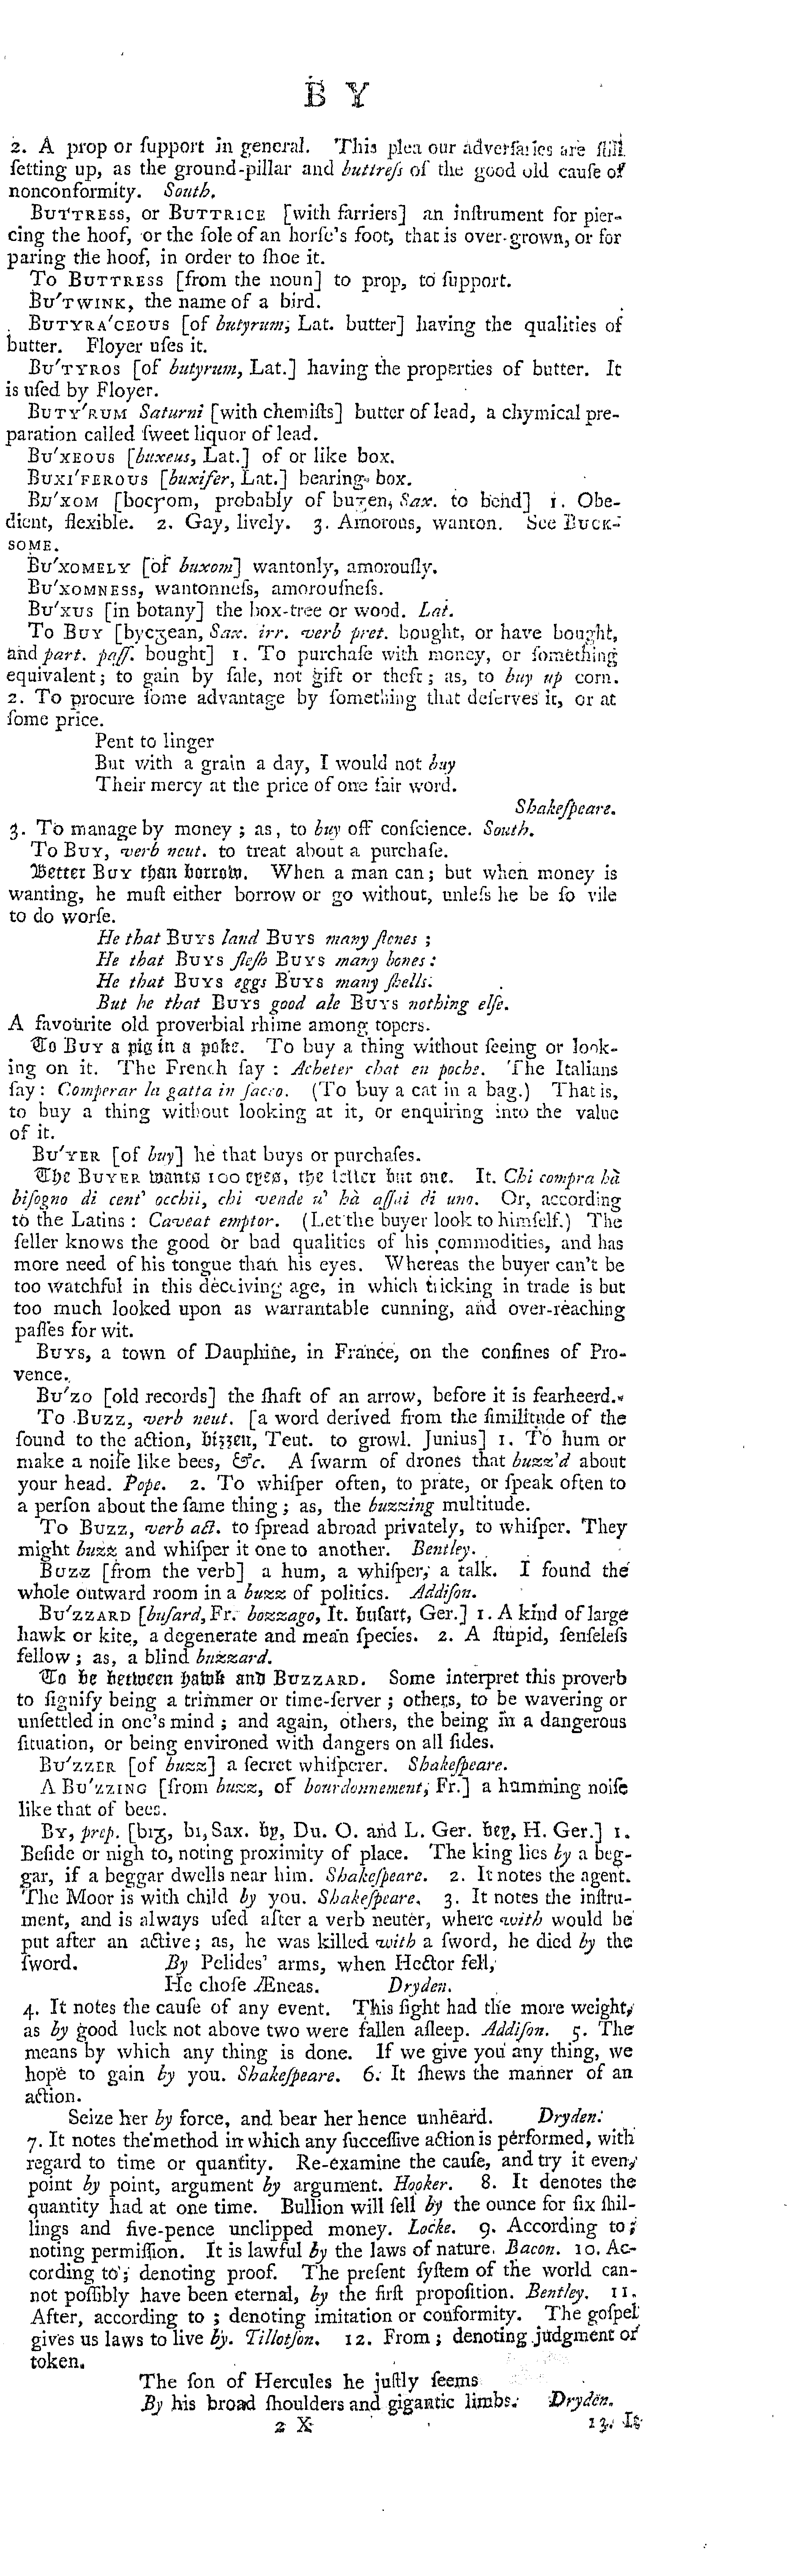 B Y
2. A prop or ſupport in general. This plea our adverſaries are ſtill
ſetting up, as the ground-pillar and buttreſs of the good old cauſe of
nonconformity. South.
BUTTRESS, or BUTTRICE [with farriers] an inſtrument for pier-
cing the hoof, or the ſole of an horſe's foot, that is over-grown, or for
paring the hoof, in order to ſhoe it.
To BUTTRESS [from the noun] to prop, to ſupport.
BU'TWINK, the name of a bird.
BUTYRA'CEOUS [of butyrum, Lat. butter] having the qualities of
butter. Floyer uſes it.
BU'TYROS [of butyrum, Lat.] having the properties of butter. It
is uſed by Floyer.
BUTY'RUM Saturni [with chemiſts] butter of lead, a chymical pre-
paration called ſweet liquor of lead.
BU'XEOUS [buxeus, Lat.] of or like box.
BUXI'FEROUS [buxifer, Lat.] bearing box.
BU'XOM [bocꞅom, probably of buᵹen, Sax. to bend] 1. Obe-
dient, flexible. 2. Gay, lively. 3. Amorous, wanton. See BUCK-
SOME.
BU'XOMELY [of buxom] wantonly, amorouſly.
BU'XOMNESS, wantonneſs, amorouſneſs.
BU'XUS [in botany] the box-tree or wood. Lat.
To BUY [bycᵹean, Sax. irr. verb pret. bought, or have bought,
and part. paſſ. bought] 1. To purchaſe with money, or ſomething
equivalent; to gain by ſale, not gift or theft; as, to buy up corn.
2. To procure ſome advantage by ſomething that deſerves it, or at
ſome price.
Pent to linger
But with a grain a day, I would not buy
Their mercy at the price of one fair word.
Shakeſpeare.
3. To manage by money; as, to buy off conſcience. South.
To BUY, verb neut. to treat about a purchaſe.
Better BUY than borrow. When a man can; but when money is
wanting, he muſt either borrow or go without, unleſs he be ſo vile
to do worſe.
He that BUYS land BUYS many ſtones;
He that BUYS fleſh BUYS many bones:
He that BUYS eggs BUYS many ſhells:
But he that BUYS good ale BUYS nothing elſe.
A favourite old proverbial rhime among topers.
To BUY a pig in a poke. To buy a thing without ſeeing or look-
ing on it. The French ſay: Acheter chat en poche. The Italians
ſay: Comperar la gatta in ſacco. (To buy a cat in a bag.) That is,
to buy a thing without looking at it, or enquiring into the value
of it.
BU'YER [of buy] he that buys or purchaſes.
The BUYER wants 100 eyes, the ſeller but one. It. Chi compra hà
biſogno di cent' occhii, chi vende n' hà aſſai di uno. Or, according
to the Latins: Caveat emptor. (Let the buyer look to himſelf.) The
ſeller knows the good or bad qualities of his commodities, and has
more need of his tongue than his eyes. Whereas the buyer can't be
too watchful in this deceiving age, in which tricking in trade is but
too much looked upon as warrantable cunning, and over-reaching
paſſes for wit.
BUYS, a town of Dauphine, in France, on the confines of Pro-
vence.
BU'ZO [old records] the ſhaft of an arrow, before it is fearheerd.
To BUZZ, verb neut. [a word derived from the ſimilitude of the
ſound to the action, bizzen, Teut. to growl. Junius] 1. To hum or
make a noiſe like bees, &c. A ſwarm of drones that buzz'd about
your head. Pope. 2. To whiſper often, to prate, or ſpeak often to
a perſon about the ſame thing; as, the buzzing multitude.
To BUZZ, verb act. to ſpread abroad privately, to whiſper. They
might buzz and whiſper it one to another. Bentley.
BUZZ [from the verb] a hum, a whiſper, a talk. I found the
whole outward room in a buzz of politics. Addiſon.
BU'ZZARD [buſard, Fr. bozzago, It. buſart, Ger.] 1. A kind of large
hawk or kite, a degenerate and mean ſpecies. 2. A ſtupid, ſenſeleſs
fellow; as, a blind buzzard.
To be between hawk and BUZZARD. Some interpret this proverb
to ſignify being a trimmer or time-ſerver; others, to be wavering or
unſettled in one's mind; and again, others, the being in a dangerous
ſituation, or being environed with dangers on all ſides.
BU'ZZER [of buzz] a ſecret whiſperer. Shakeſpeare.
A BU'ZZING [from buzz, of bourdonnement, Fr.] a humming noiſe
like that of bees.
BY, prep. [biᵹ, bi, Sax. by, Du. O. and L. Ger. bey, H. Ger.] 1.
Beſide or nigh to, noting proximity of place. The king lies by a beg-
gar, if a beggar dwells near him. Shakeſpeare. 2. It notes the agent.
The Moor is with child by you. Shakeſpeare. 3. It notes the inſtru-
ment, and is always uſed after a verb neuter, where with would be
put after an active; as, he was killed with a ſword, he died by the
ſword. By Pelides' arms, when Hector fell,
He choſe Æneas. Dryden.
4. It notes the cauſe of any event. This ſight had the more weight,
as by good luck not above two were fallen aſleep. Addiſon. 5. The
means by which any thing is done. If we give you any thing, we
hope to gain by you. Shakeſpeare. 6. It ſhews the manner of an
action.
Seize her by force, and bear her hence unheard. Dryden.
7. It notes the method in which any ſucceſſive action is performed, with
regard to time or quantity. Re-examine the cauſe, and try it even,
point by point, argument by argument. Hooker. 8. It denotes the
quantity had at one time. Bullion will ſell by the ounce for ſix ſhil-
lings and five-pence unclipped money. Locke. 9. According to;
noting permiſſion. It is lawful by the laws of nature. Bacon. 10. Ac-
cording to; denoting proof. The preſent ſyſtem of the world can-
not poſſibly have been eternal, by the firſt propoſition. Bentley. 11.
After, according to; denoting imitation or conformity. The goſpel
gives us laws to live by. Tillotſon. 12. From; denoting judgment or
token.
The ſon of Hercules he juſtly ſeems
By his broad ſhoulders and gigantic limbs. Dryden.
2 X 13. It